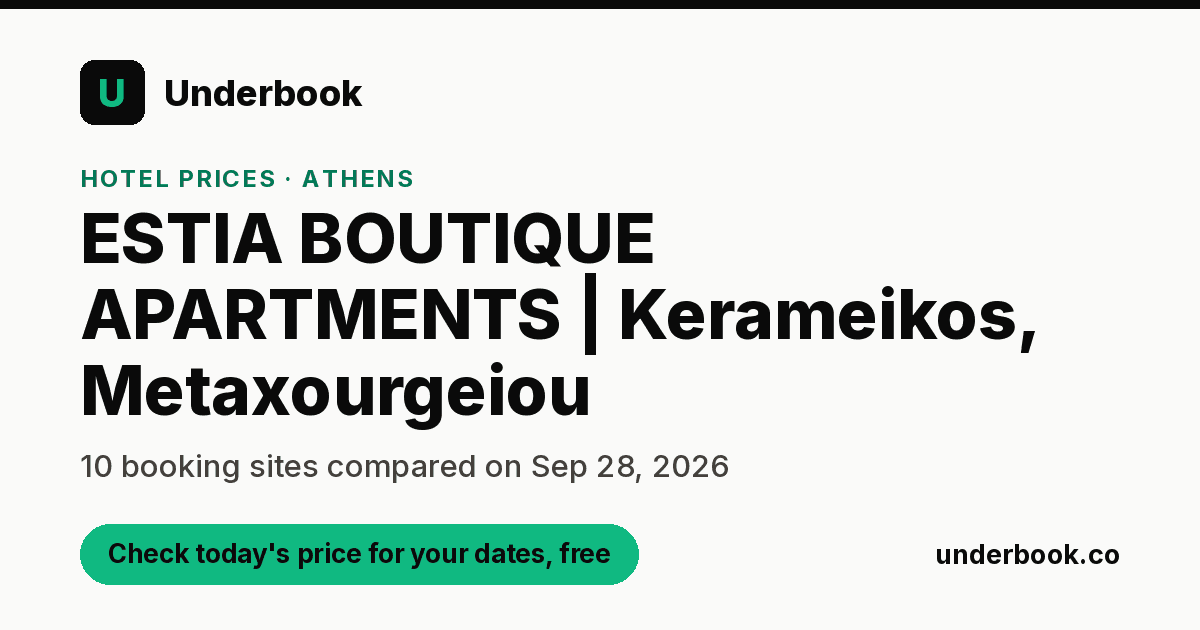 U Underbook
HOTEL PRICES · ATHENS
ESTIA BOUTIQUE
APARTMENTS | Kerameikos,
Metaxourgeiou
10 booking sites compared on Sep 28, 2026
Check today's price for your dates, free
underbook.co